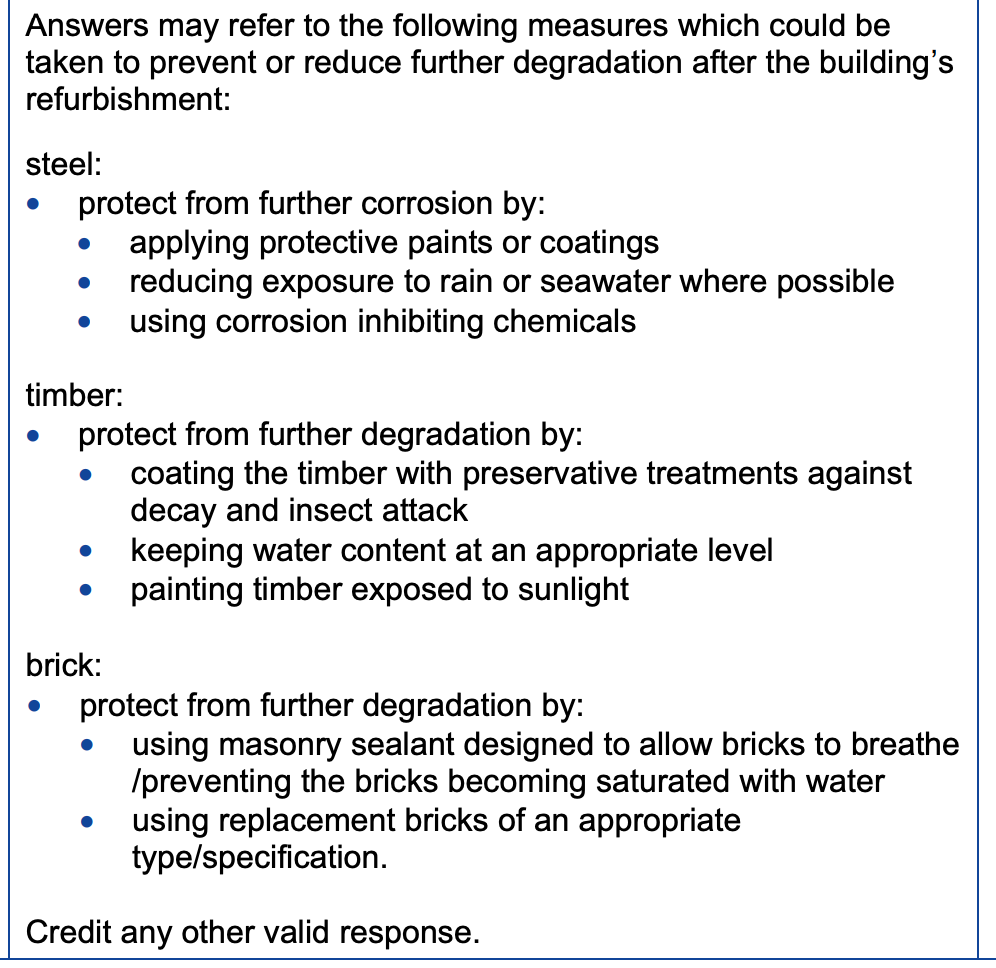 Answers may refer to the following measures which could be
taken to prevent or reduce further degradation after the building’s
refurbishment:
steel:
• protect from further corrosion by:
• applying protective paints or coatings
• reducing exposure to rain or seawater where possible
• using corrosion inhibiting chemicals
timber:
• protect from further degradation by:
• coating the timber with preservative treatments against
decay and insect attack
• keeping water content at an appropriate level
• painting timber exposed to sunlight
brick:
• protect from further degradation by:
• using masonry sealant designed to allow bricks to breathe
/preventing the bricks becoming saturated with water
• using replacement bricks of an appropriate
type/specification.
Credit any other valid response.